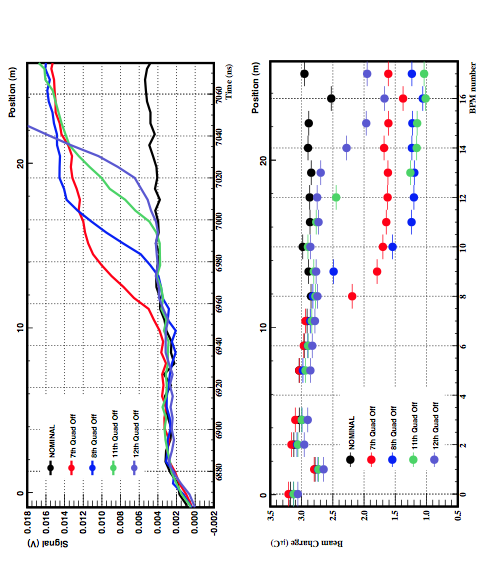 Position (m)
0
10
20
Signal (V)
0.018
0.016
0.014
0.012
0.010
0.008
0.006
0.004
0.002
-0.000
-0.002
NOMINAL
7th Quad Off
8th Quad Off
11th Quad Off
12th Quad Off
6880
6900
6920
6940
6960
6980
7000
7020
7040
7060
Time (ns)
Position (m)
0
10
20
Beam Charge (μC)
3.5
3.0
2.5
2.0
1.5
1.0
0.5
NOMINAL
7th Quad Off
8th Quad Off
11th Quad Off
12th Quad Off
0
2
4
6
8
10
12
14
16
BPM number